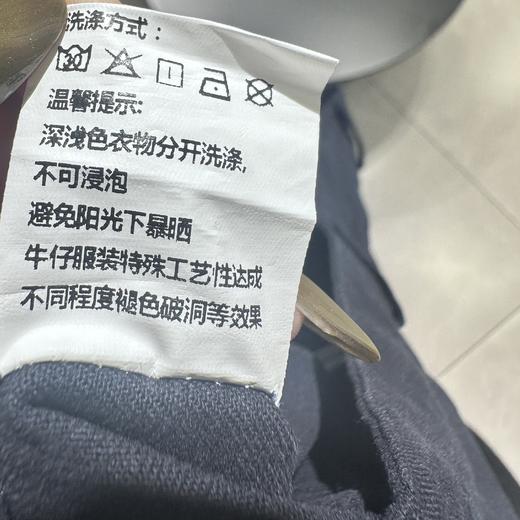 洗涤方式：
30
温馨提示:
深浅色衣物分开洗涤,
不可浸泡
避免阳光下暴晒
牛仔服装特殊工艺性达成
不同程度褪色破洞等效果